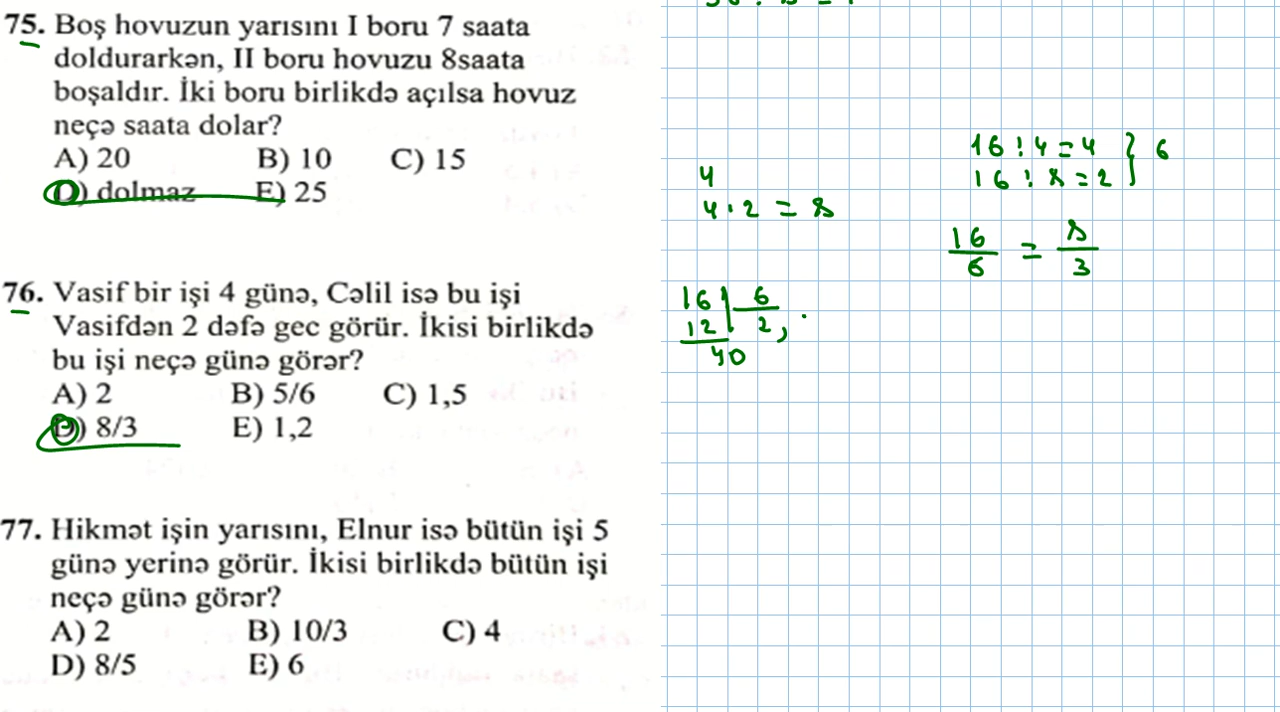 75. Boş hovuzun yarısını I boru 7 saata
doldurarkən, II boru hovuzu 8saata
boşaldır. İki boru birlikdə açılsa hovuz
neçə saata dolar?
A) 20 B) 10 C) 15
D) dolmaz E) 25
76. Vasif bir işi 4 günə, Cəlil isə bu işi
Vasifdən 2 dəfə gec görür. İkisi birlikdə
bu işi neçə günə görər?
A) 2 B) 5/6 C) 1,5
D) 8/3 E) 1,2
77. Hikmət işin yarısını, Elnur isə bütün işi 5
günə yerinə görür. İkisi birlikdə bütün işi
neçə günə görər?
A) 2 B) 10/3 C) 4
D) 8/5 E) 6
4
4 · 2 = 8
16 : 4 = 4 } 6
16 : 8 = 2
16/6 = 8/3
16 | 6
12 | 2,
40